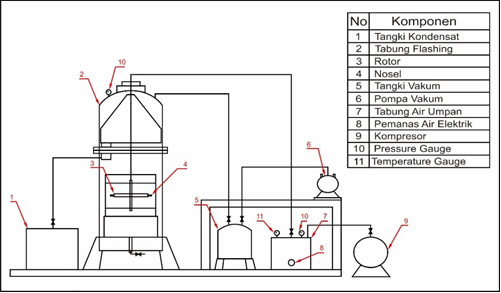 No Komponen
1 Tangki Kondensat
2 Tabung Flashing
3 Rotor
4 Nosel
5 Tangki Vakum
6 Pompa Vakum
7 Tabung Air Umpan
8 Pemanas Air Elektrik
9 Kompresor
10 Pressure Gauge
11 Temperature Gauge
10
2
3
4
6
1
5
11
10
7
9
8